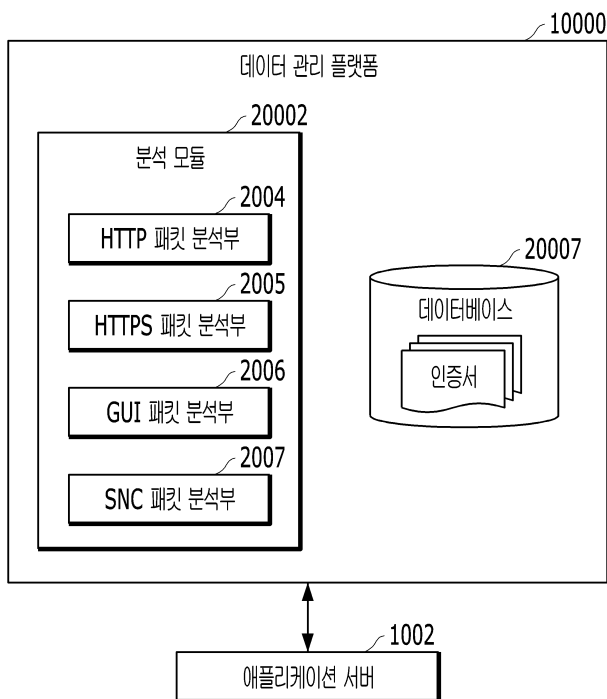 10000
데이터 관리 플랫폼
20002
분석 모듈
2004
HTTP 패킷 분석부
2005
HTTPS 패킷 분석부
2006
GUI 패킷 분석부
2007
SNC 패킷 분석부
20007
데이터베이스
인증서
1002
애플리케이션 서버